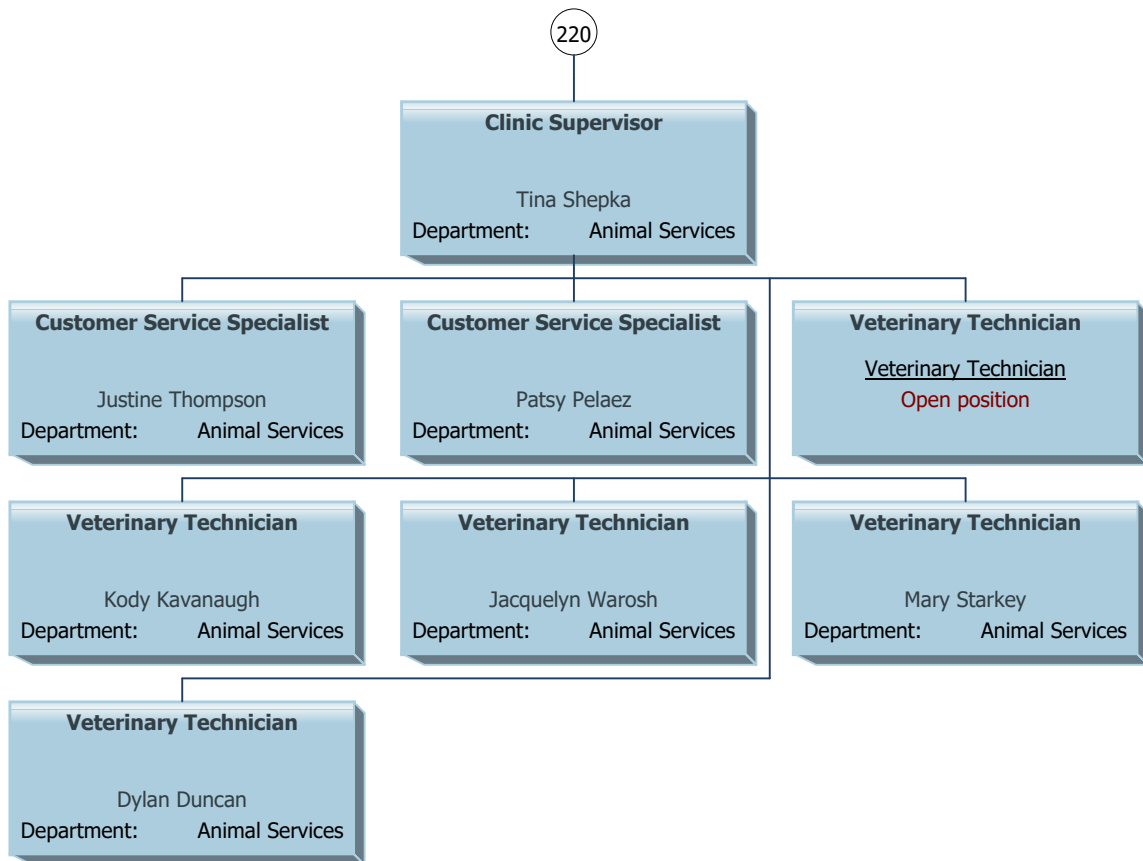 220
Clinic Supervisor
Tina Shepka
Department: Animal Services
Customer Service Specialist
Justine Thompson
Department: Animal Services
Customer Service Specialist
Patsy Pelaez
Department: Animal Services
Veterinary Technician
Veterinary Technician
Open position
Veterinary Technician
Kody Kavanaugh
Department: Animal Services
Veterinary Technician
Jacquelyn Warosh
Department: Animal Services
Veterinary Technician
Mary Starkey
Department: Animal Services
Veterinary Technician
Dylan Duncan
Department: Animal Services